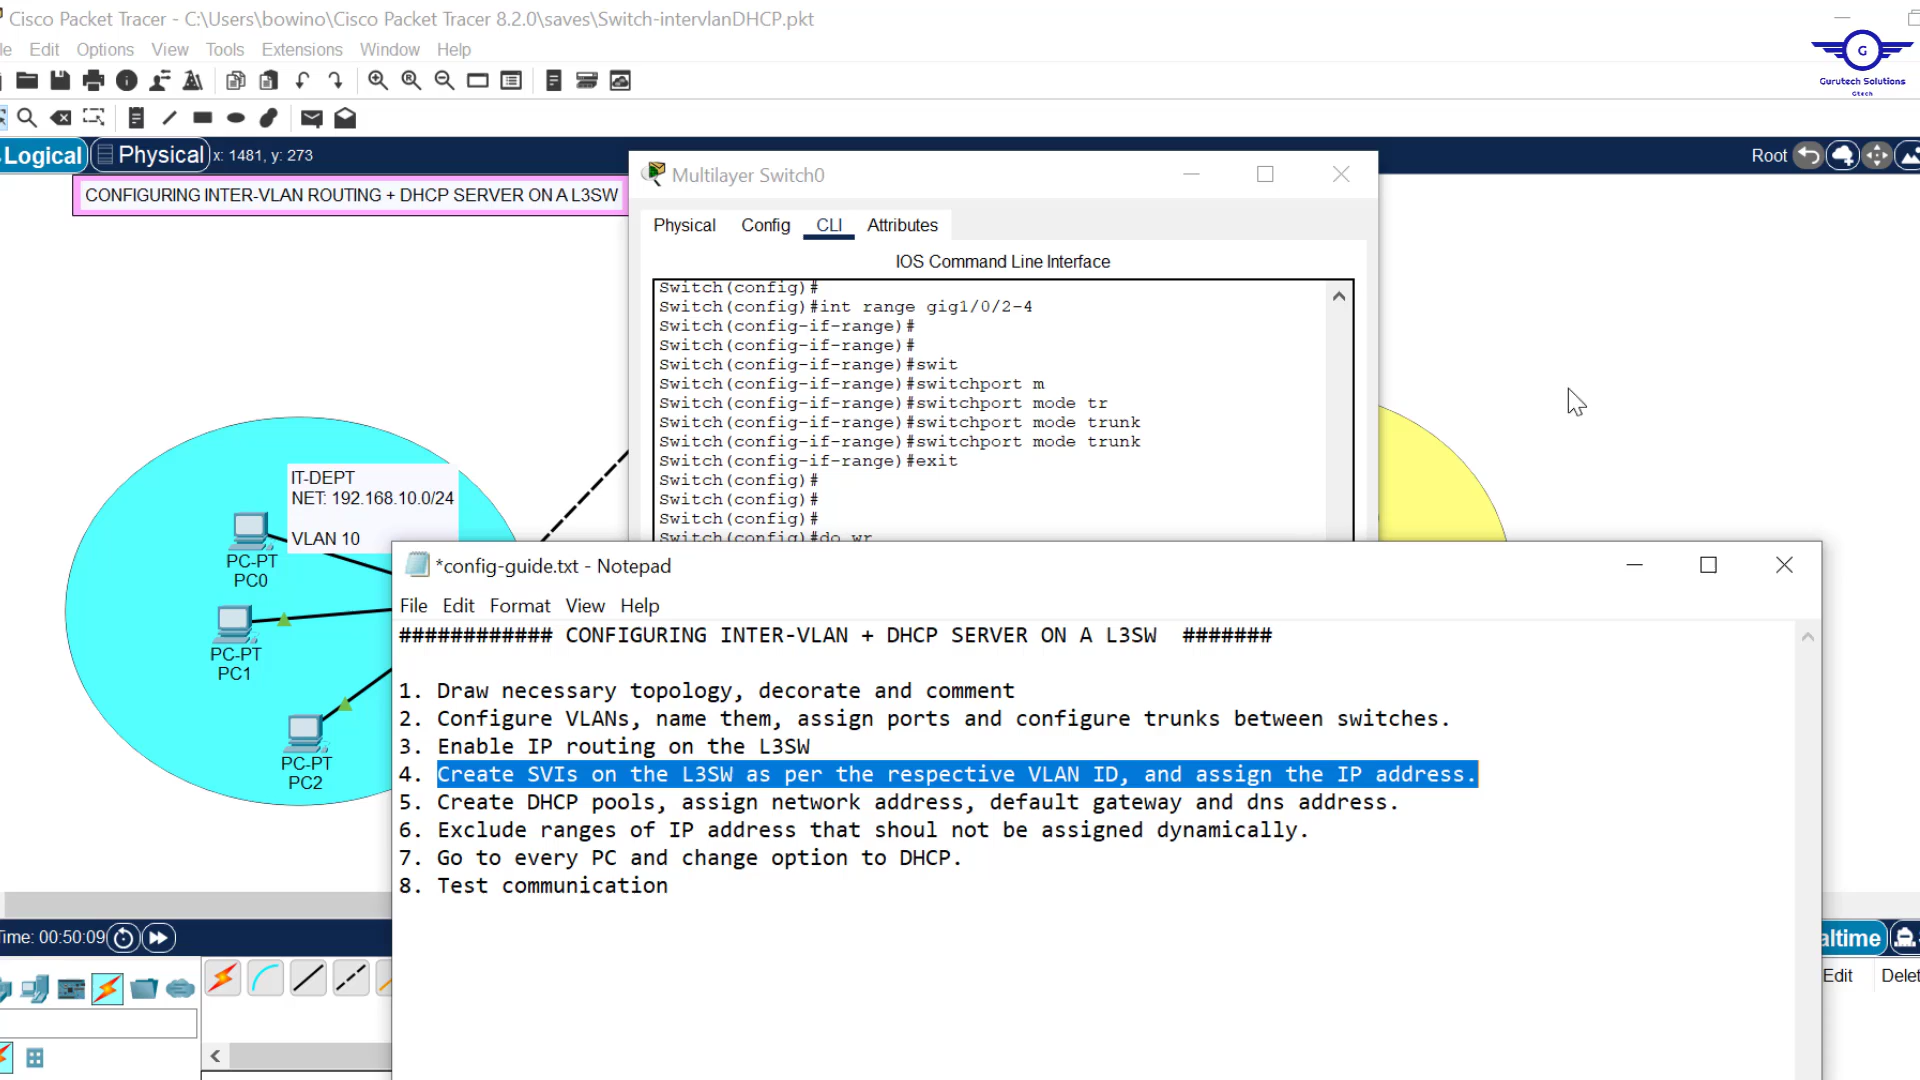 Cisco Packet Tracer - C:\Users\bowino\Cisco Packet Tracer 8.2.0\saves\Switch-intervlanDHCP.pkt
Edit Options View Tools Extensions Window Help
G
Gurutech Solutions
Gtech
Logical Physical x: 1481, y: 273
Root
CONFIGURING INTER-VLAN ROUTING + DHCP SERVER ON A L3SW
Multilayer Switch0
Physical Config CLI Attributes
IOS Command Line Interface
Switch(config)#
Switch(config)#int range gig1/0/2-4
Switch(config-if-range)#
Switch(config-if-range)#
Switch(config-if-range)#swit
Switch(config-if-range)#switchport m
Switch(config-if-range)#switchport mode tr
Switch(config-if-range)#switchport mode trunk
Switch(config-if-range)#switchport mode trunk
Switch(config-if-range)#exit
Switch(config)#
Switch(config)#
Switch(config)#
Switch(config)#do wr
IT-DEPT
NET: 192.168.10.0/24
VLAN 10
PC-PT
PC0
PC-PT
PC1
PC-PT
PC2
*config-guide.txt - Notepad
File Edit Format View Help
############ CONFIGURING INTER-VLAN + DHCP SERVER ON A L3SW #######
1. Draw necessary topology, decorate and comment
2. Configure VLANs, name them, assign ports and configure trunks between switches.
3. Enable IP routing on the L3SW
4. Create SVIs on the L3SW as per the respective VLAN ID, and assign the IP address.
5. Create DHCP pools, assign network address, default gateway and dns address.
6. Exclude ranges of IP address that shoul not be assigned dynamically.
7. Go to every PC and change option to DHCP.
8. Test communication
Time: 00:50:09
altime
Edit Delet